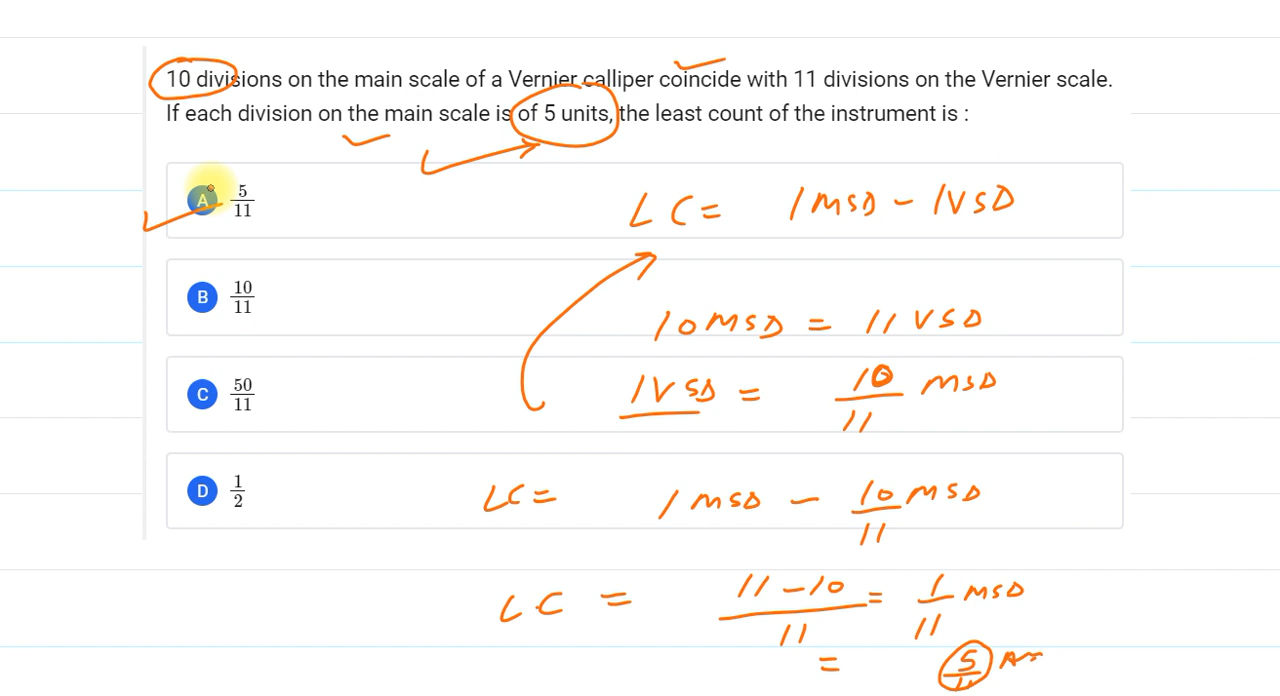 10 divisions on the main scale of a Vernier calliper coincide with 11 divisions on the Vernier scale.
If each division on the main scale is of 5 units, the least count of the instrument is :
A 5/11
LC = 1MSD - 1VSD
B 10/11
10MSD = 11VSD
C 50/11
1VSD = 10/11 MSD
D 1/2
LC = 1MSD - 10/11 MSD
LC = 11-10/11 = 1/11 MSD
= 5/11 Ans